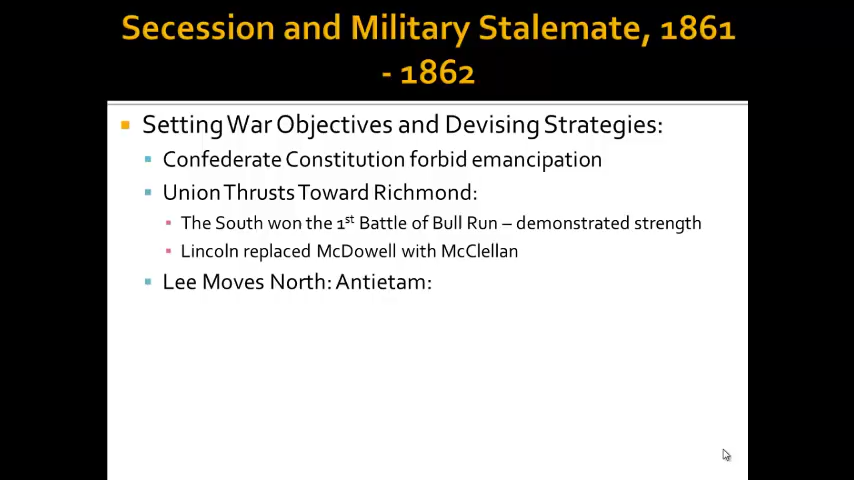 Secession and Military Stalemate, 1861
- 1862
Setting War Objectives and Devising Strategies:
Confederate Constitution forbid emancipation
Union Thrusts Toward Richmond:
The South won the 1st Battle of Bull Run – demonstrated strength
Lincoln replaced McDowell with McClellan
Lee Moves North: Antietam: